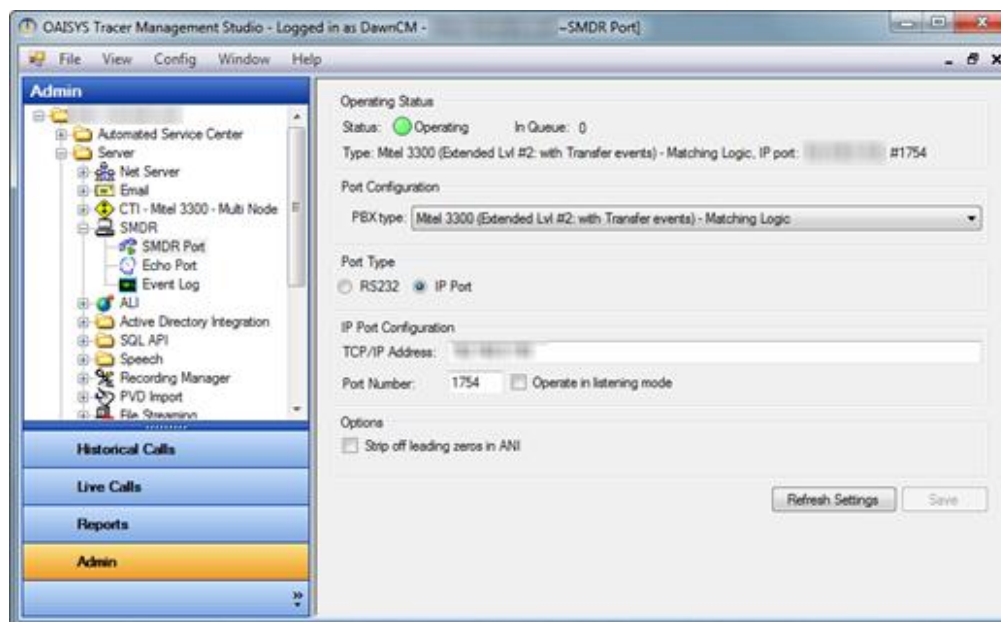 OAISYS Tracer Management Studio - Logged in as DawnCM - –SMDR Port]
File View Config Window Help
Admin
Automated Service Center
Server
Net Server
Email
CTI - Mitel 3300 - Multi Node
SMDR
SMDR Port
Echo Port
Event Log
ALI
Active Directory Integration
SQL API
Speech
Recording Manager
PVD Import
File Streaming
Historical Calls
Live Calls
Reports
Admin
Operating Status
Status: Operating In Queue: 0
Type: Mitel 3300 (Extended Lvl #2: with Transfer events) - Matching Logic, IP port: #1754
Port Configuration
PBX type: Mitel 3300 (Extended Lvl #2: with Transfer events) - Matching Logic
Port Type
RS232 IP Port
IP Port Configuration
TCP/IP Address:
Port Number: 1754 Operate in listening mode
Options
Strip off leading zeros in ANI
Refresh Settings Save